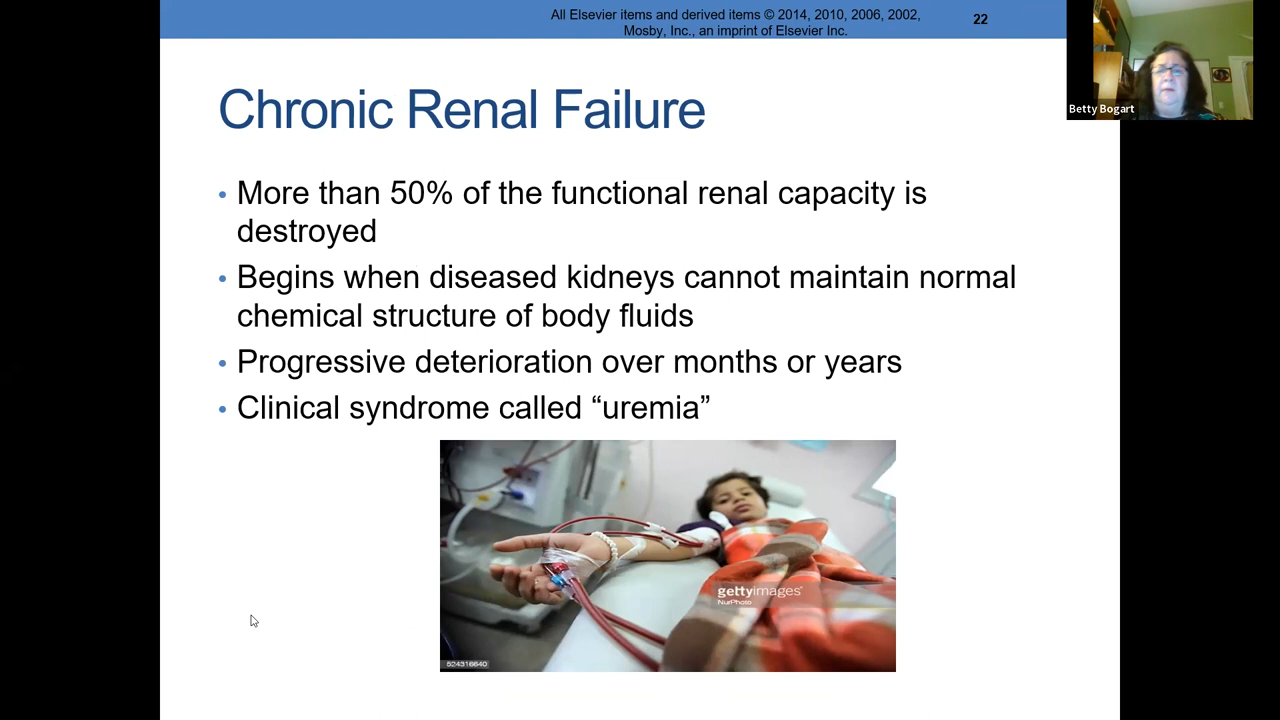 All Elsevier items and derived items © 2014, 2010, 2006, 2002,
Mosby, Inc., an imprint of Elsevier Inc.
22
Betty Bogart
Chronic Renal Failure
• More than 50% of the functional renal capacity is
destroyed
• Begins when diseased kidneys cannot maintain normal
chemical structure of body fluids
• Progressive deterioration over months or years
• Clinical syndrome called “uremia”
gettyimages®
NurPhoto
524316640